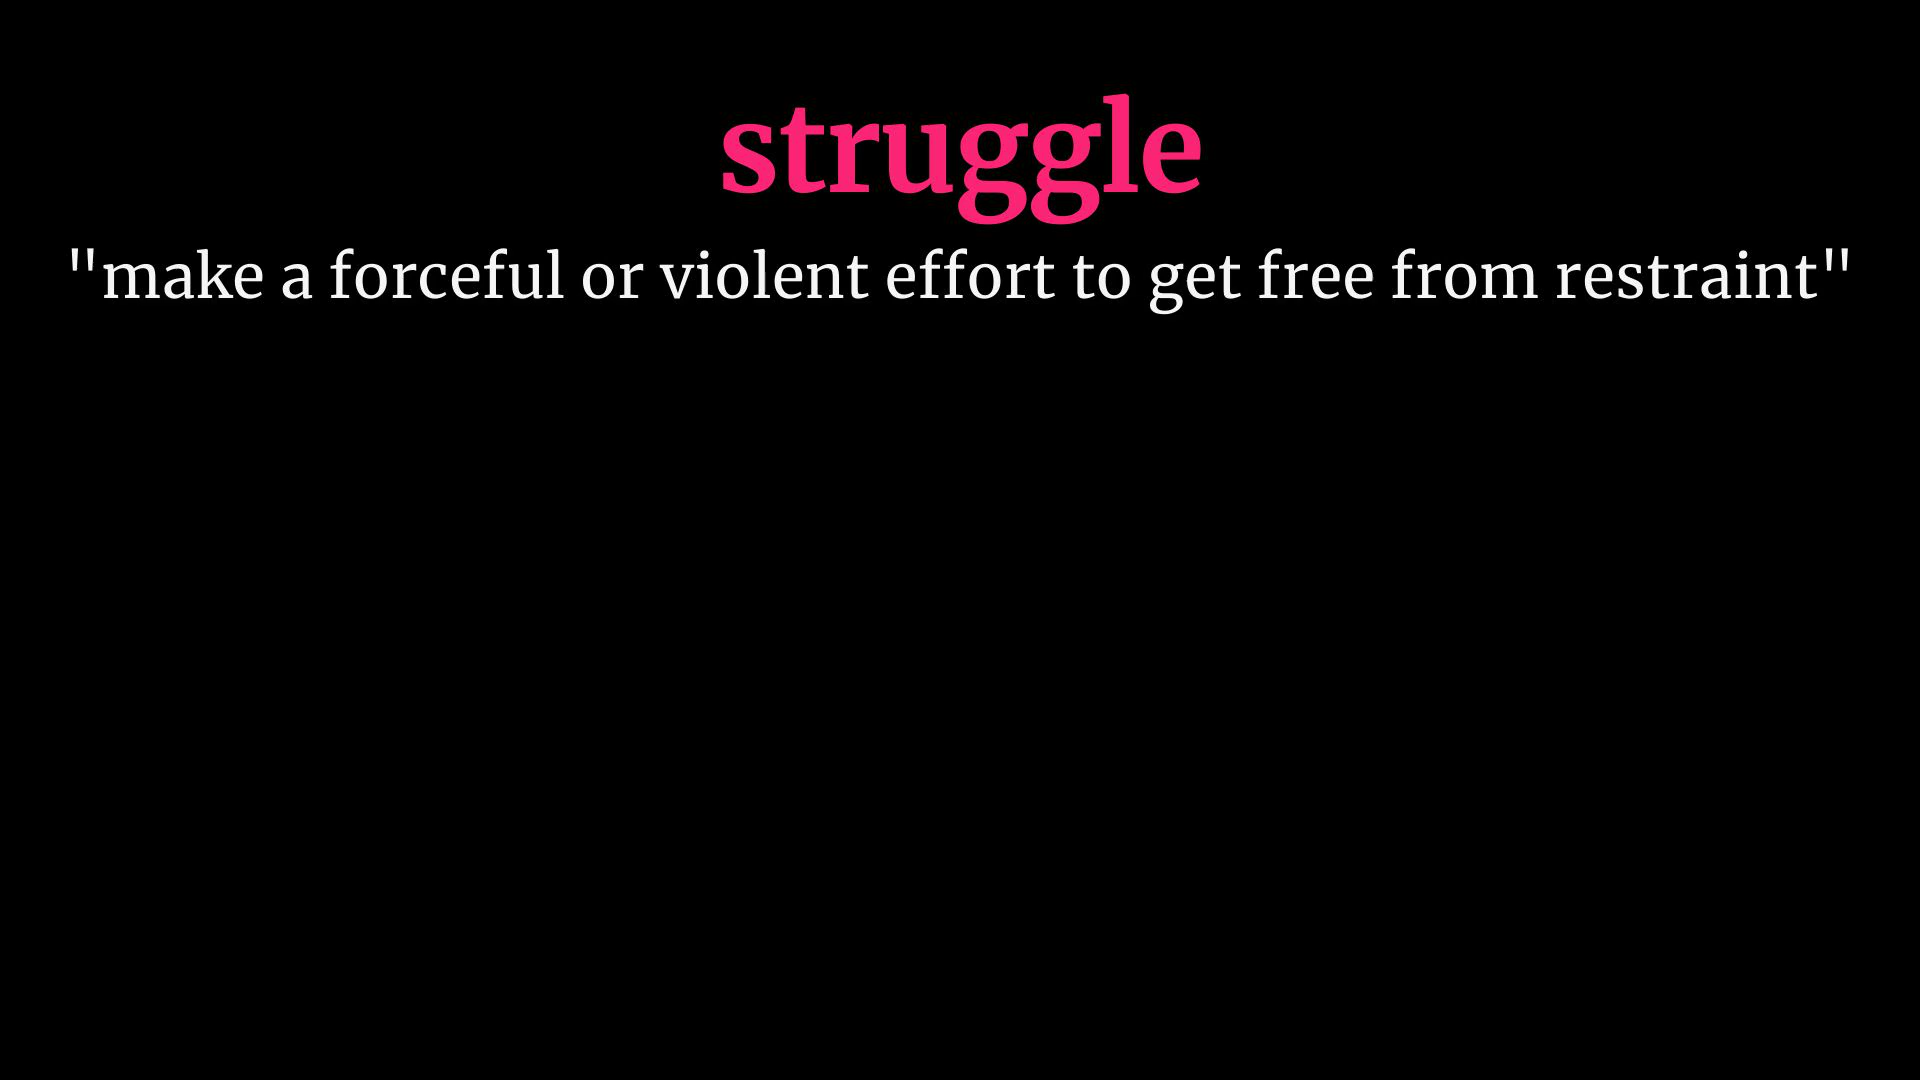 struggle
"make a forceful or violent effort to get free from restraint"